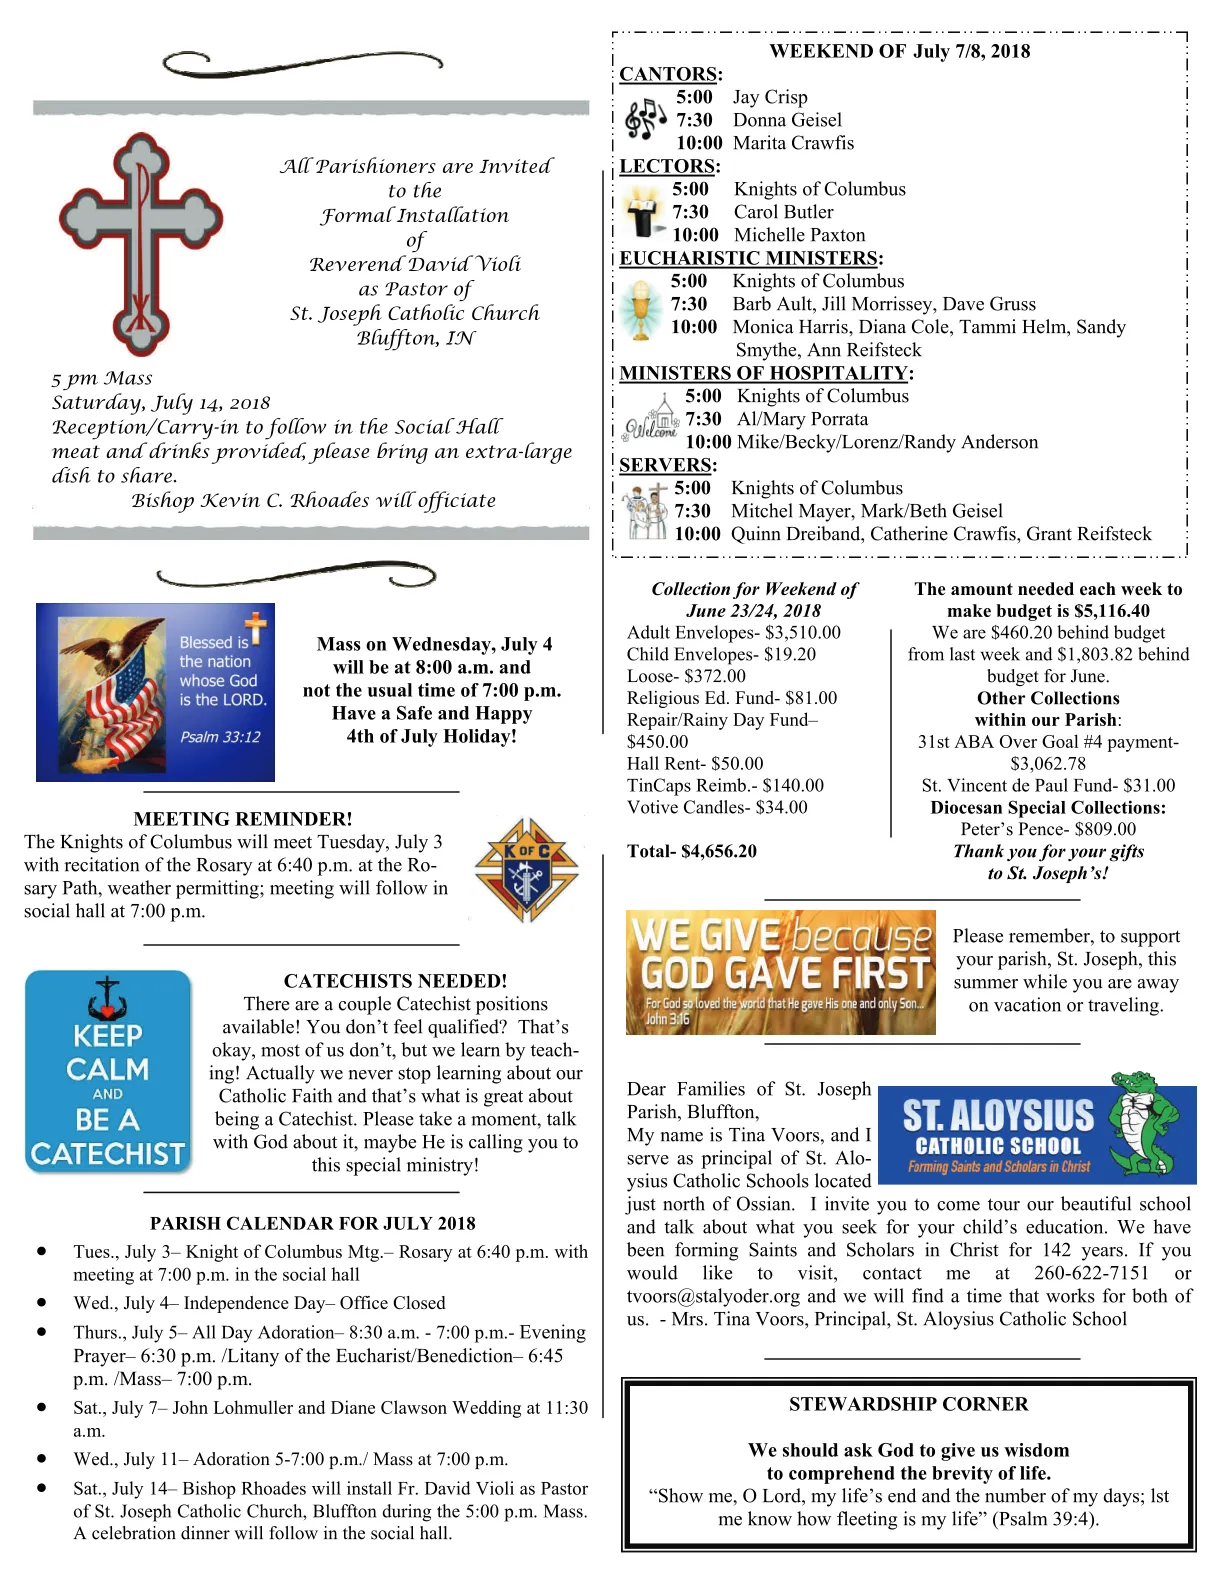 All Parishioners are Invited
to the
Formal Installation
of
Reverend David Violi
as Pastor of
St. Joseph Catholic Church
Bluffton, IN
5 pm Mass
Saturday, July 14, 2018
Reception/Carry-in to follow in the Social Hall
meat and drinks provided, please bring an extra-large
dish to share.
Bishop Kevin C. Rhoades will officiate
Blessed is
the nation
whose God
is the LORD.
Psalm 33:12
Mass on Wednesday, July 4
will be at 8:00 a.m. and
not the usual time of 7:00 p.m.
Have a Safe and Happy
4th of July Holiday!
MEETING REMINDER!
The Knights of Columbus will meet Tuesday, July 3
with recitation of the Rosary at 6:40 p.m. at the Ro-
sary Path, weather permitting; meeting will follow in
social hall at 7:00 p.m.
K OF C
KEEP
CALM
AND
BE A
CATECHIST
CATECHISTS NEEDED!
There are a couple Catechist positions
available! You don’t feel qualified?  That’s
okay, most of us don’t, but we learn by teach-
ing! Actually we never stop learning about our
Catholic Faith and that’s what is great about
being a Catechist. Please take a moment, talk
with God about it, maybe He is calling you to
this special ministry!
PARISH CALENDAR FOR JULY 2018
• Tues., July 3– Knight of Columbus Mtg.– Rosary at 6:40 p.m. with
meeting at 7:00 p.m. in the social hall
• Wed., July 4– Independence Day– Office Closed
• Thurs., July 5– All Day Adoration– 8:30 a.m. - 7:00 p.m.- Evening
Prayer– 6:30 p.m. /Litany of the Eucharist/Benediction– 6:45
p.m. /Mass– 7:00 p.m.
• Sat., July 7– John Lohmuller and Diane Clawson Wedding at 11:30
a.m.
• Wed., July 11– Adoration 5-7:00 p.m./ Mass at 7:00 p.m.
• Sat., July 14– Bishop Rhoades will install Fr. David Violi as Pastor
of St. Joseph Catholic Church, Bluffton during the 5:00 p.m. Mass.
A celebration dinner will follow in the social hall.
WEEKEND OF July 7/8, 2018
CANTORS:
5:00 Jay Crisp
7:30 Donna Geisel
10:00 Marita Crawfis
LECTORS:
5:00 Knights of Columbus
7:30 Carol Butler
10:00 Michelle Paxton
EUCHARISTIC MINISTERS:
5:00 Knights of Columbus
7:30 Barb Ault, Jill Morrissey, Dave Gruss
10:00 Monica Harris, Diana Cole, Tammi Helm, Sandy
Smythe, Ann Reifsteck
MINISTERS OF HOSPITALITY:
5:00 Knights of Columbus
Welcome
7:30 Al/Mary Porrata
10:00 Mike/Becky/Lorenz/Randy Anderson
SERVERS:
5:00 Knights of Columbus
7:30 Mitchel Mayer, Mark/Beth Geisel
10:00 Quinn Dreiband, Catherine Crawfis, Grant Reifsteck
Collection for Weekend of
June 23/24, 2018
Adult Envelopes- $3,510.00
Child Envelopes- $19.20
Loose- $372.00
Religious Ed. Fund- $81.00
Repair/Rainy Day Fund–
$450.00
Hall Rent- $50.00
TinCaps Reimb.- $140.00
Votive Candles- $34.00
Total- $4,656.20
The amount needed each week to
make budget is $5,116.40
We are $460.20 behind budget
from last week and $1,803.82 behind
budget for June.
Other Collections
within our Parish:
31st ABA Over Goal #4 payment-
$3,062.78
St. Vincent de Paul Fund- $31.00
Diocesan Special Collections:
Peter’s Pence- $809.00
Thank you for your gifts
to St. Joseph’s!
WE GIVE because
GOD GAVE FIRST
For God so loved the world that He gave His one and only Son...
John 3:16
Please remember, to support
your parish, St. Joseph, this
summer while you are away
on vacation or traveling.
ST. ALOYSIUS
CATHOLIC SCHOOL
Forming Saints and Scholars in Christ
Dear Families of St. Joseph
Parish, Bluffton,
My name is Tina Voors, and I
serve as principal of St. Alo-
ysius Catholic Schools located
just north of Ossian.  I invite you to come tour our beautiful school
and talk about what you seek for your child’s education. We have
been forming Saints and Scholars in Christ for 142 years. If you
would like to visit, contact me at 260-622-7151 or
tvoors@stalyoder.org and we will find a time that works for both of
us.  - Mrs. Tina Voors, Principal, St. Aloysius Catholic School
STEWARDSHIP CORNER
We should ask God to give us wisdom
to comprehend the brevity of life.
“Show me, O Lord, my life’s end and the number of my days; lst
me know how fleeting is my life” (Psalm 39:4).